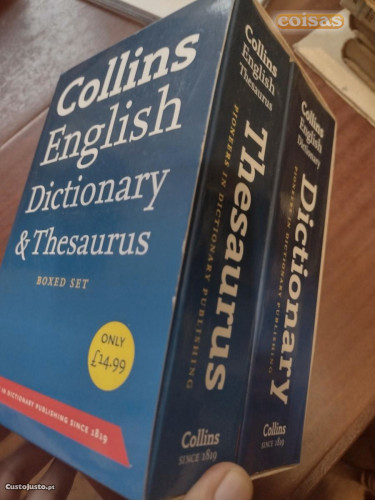 coisas
Collins
English
Dictionary
& Thesaurus
BOXED SET
ONLY
£14.99
IN DICTIONARY PUBLISHING SINCE 1819
Collins
English
Thesaurus
Thesaurus
PIONEERS IN DICTIONARY PUBLISHING
Collins
SINCE 1819
Collins
English
Dictionary
Dictionary
PIONEERS IN DICTIONARY PUBLISHING
Collins
SINCE 1819
CustoJusto.pt